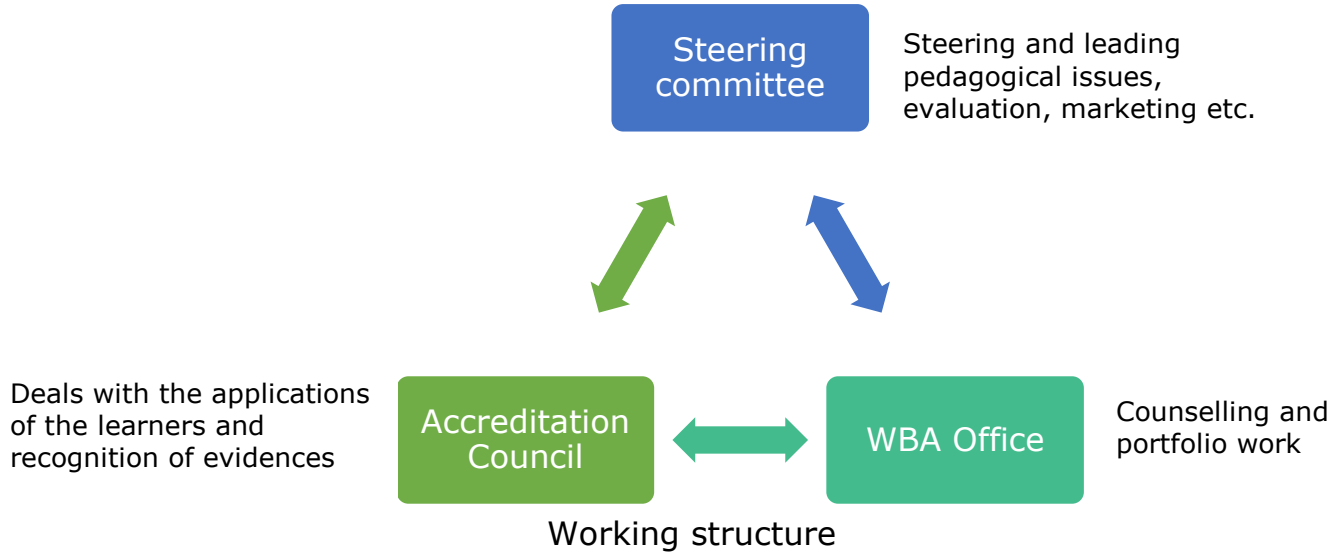 Steering
committee
Steering and leading
pedagogical issues,
evaluation, marketing etc.
Deals with the applications
of the learners and
recognition of evidences
Accreditation
Council
WBA Office
Counselling and
portfolio work
Working structure